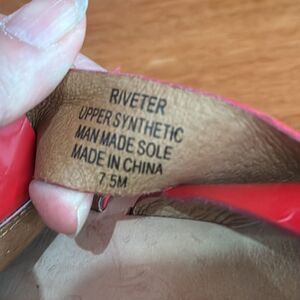 RIVETER
UPPER SYNTHETIC
MAN MADE SOLE
MADE IN CHINA
7.5M